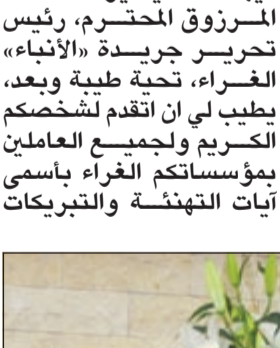 المرزوق المحترم، رئيس
تحرير جريدة «الأنباء»
الغراء، تحية طيبة وبعد،
يطيب لي ان اتقدم لشخصكم
الكريم ولجميع العاملين
بمؤسساتكم الغراء بأسمى
آيات التهنئة والتبريكات